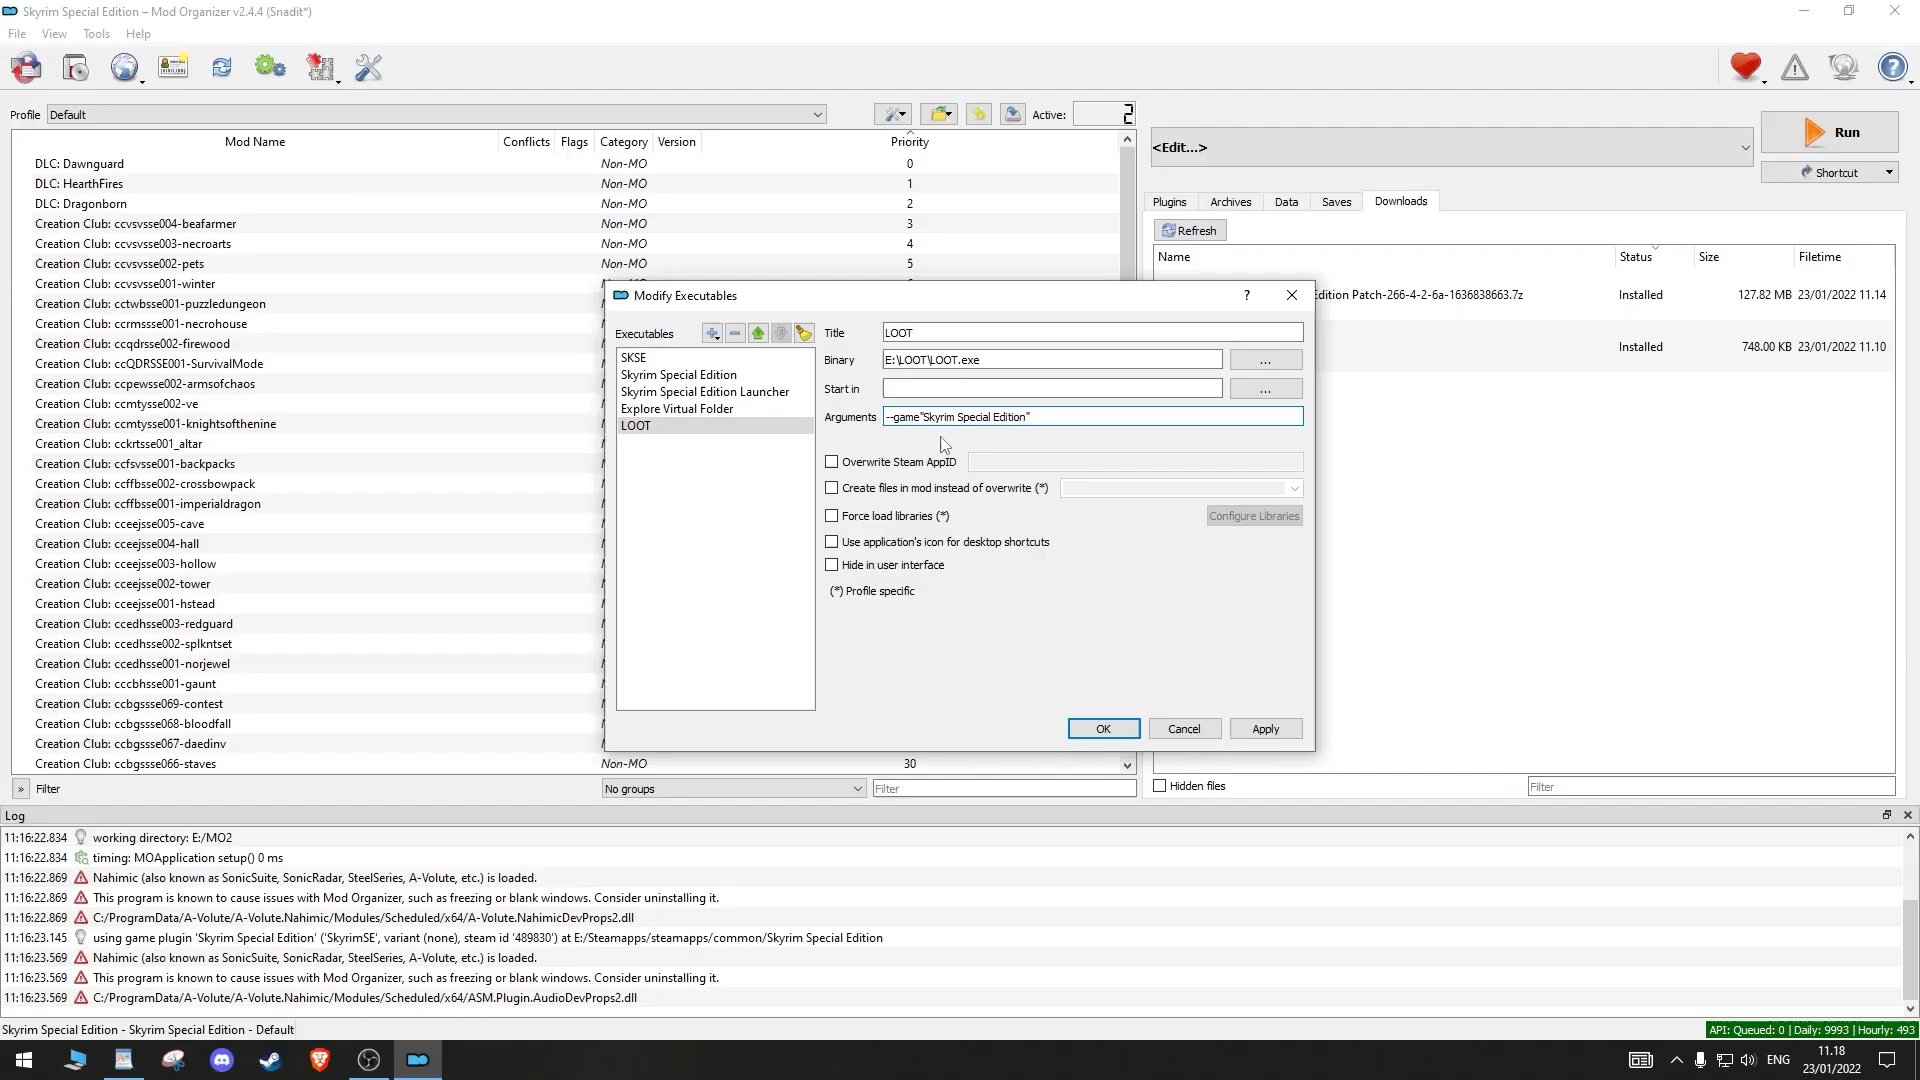 Skyrim Special Edition – Mod Organizer v2.4.4 (Snadit*)
File View Tools Help
Profile Default Active: 2
<Edit...> Run
Shortcut
Mod Name Conflicts Flags Category Version Priority
DLC: Dawnguard Non-MO 0
DLC: HearthFires Non-MO 1
DLC: Dragonborn Non-MO 2
Creation Club: ccvsvsse004-beafarmer Non-MO 3
Creation Club: ccvsvsse003-necroarts Non-MO 4
Creation Club: ccvsvsse002-pets Non-MO 5
Creation Club: ccvsvsse001-winter
Creation Club: cctwbsse001-puzzledungeon
Creation Club: ccrmssse001-necrohouse
Creation Club: ccqdrsse002-firewood
Creation Club: ccQDRSSE001-SurvivalMode
Creation Club: ccpewsse002-armsofchaos
Creation Club: ccmtysse002-ve
Creation Club: ccmtysse001-knightsofthenine
Creation Club: cckrtsse001_altar
Creation Club: ccfsvsse001-backpacks
Creation Club: ccffbsse002-crossbowpack
Creation Club: ccffbsse001-imperialdragon
Creation Club: cceejsse005-cave
Creation Club: cceejsse004-hall
Creation Club: cceejsse003-hollow
Creation Club: cceejsse002-tower
Creation Club: cceejsse001-hstead
Creation Club: ccedhsse003-redguard
Creation Club: ccedhsse002-splkntset
Creation Club: ccedhsse001-norjewel
Creation Club: cccbhsse001-gaunt
Creation Club: ccbgssse069-contest
Creation Club: ccbgssse068-bloodfall
Creation Club: ccbgssse067-daedinv
Creation Club: ccbgssse066-staves Non-MO 30
» Filter No groups Filter
Plugins Archives Data Saves Downloads
Refresh
Name Status Size Filetime
Edition Patch-266-4-2-6a-1636838663.7z Installed 127.82 MB 23/01/2022 11.14
Installed 748.00 KB 23/01/2022 11.10
Hidden files Filter
Modify Executables ?
Executables
SKSE
Skyrim Special Edition
Skyrim Special Edition Launcher
Explore Virtual Folder
LOOT
Title LOOT
Binary E:\LOOT\LOOT.exe ...
Start in ...
Arguments --game"Skyrim Special Edition"
Overwrite Steam AppID
Create files in mod instead of overwrite (*)
Force load libraries (*) Configure Libraries
Use application's icon for desktop shortcuts
Hide in user interface
(*) Profile specific
OK Cancel Apply
Log
11:16:22.834 working directory: E:/MO2
11:16:22.834 timing: MOApplication setup() 0 ms
11:16:22.869 Nahimic (also known as SonicSuite, SonicRadar, SteelSeries, A-Volute, etc.) is loaded.
11:16:22.869 This program is known to cause issues with Mod Organizer, such as freezing or blank windows. Consider uninstalling it.
11:16:22.869 C:/ProgramData/A-Volute/A-Volute.Nahimic/Modules/Scheduled/x64/A-Volute.NahimicDevProps2.dll
11:16:23.145 using game plugin 'Skyrim Special Edition' ('SkyrimSE', variant (none), steam id '489830') at E:/Steamapps/steamapps/common/Skyrim Special Edition
11:16:23.569 Nahimic (also known as SonicSuite, SonicRadar, SteelSeries, A-Volute, etc.) is loaded.
11:16:23.569 This program is known to cause issues with Mod Organizer, such as freezing or blank windows. Consider uninstalling it.
11:16:23.569 C:/ProgramData/A-Volute/A-Volute.Nahimic/Modules/Scheduled/x64/ASM.Plugin.AudioDevProps2.dll
Skyrim Special Edition - Skyrim Special Edition - Default API: Queued: 0 | Daily: 9993 | Hourly: 493
ENG 11.18
23/01/2022